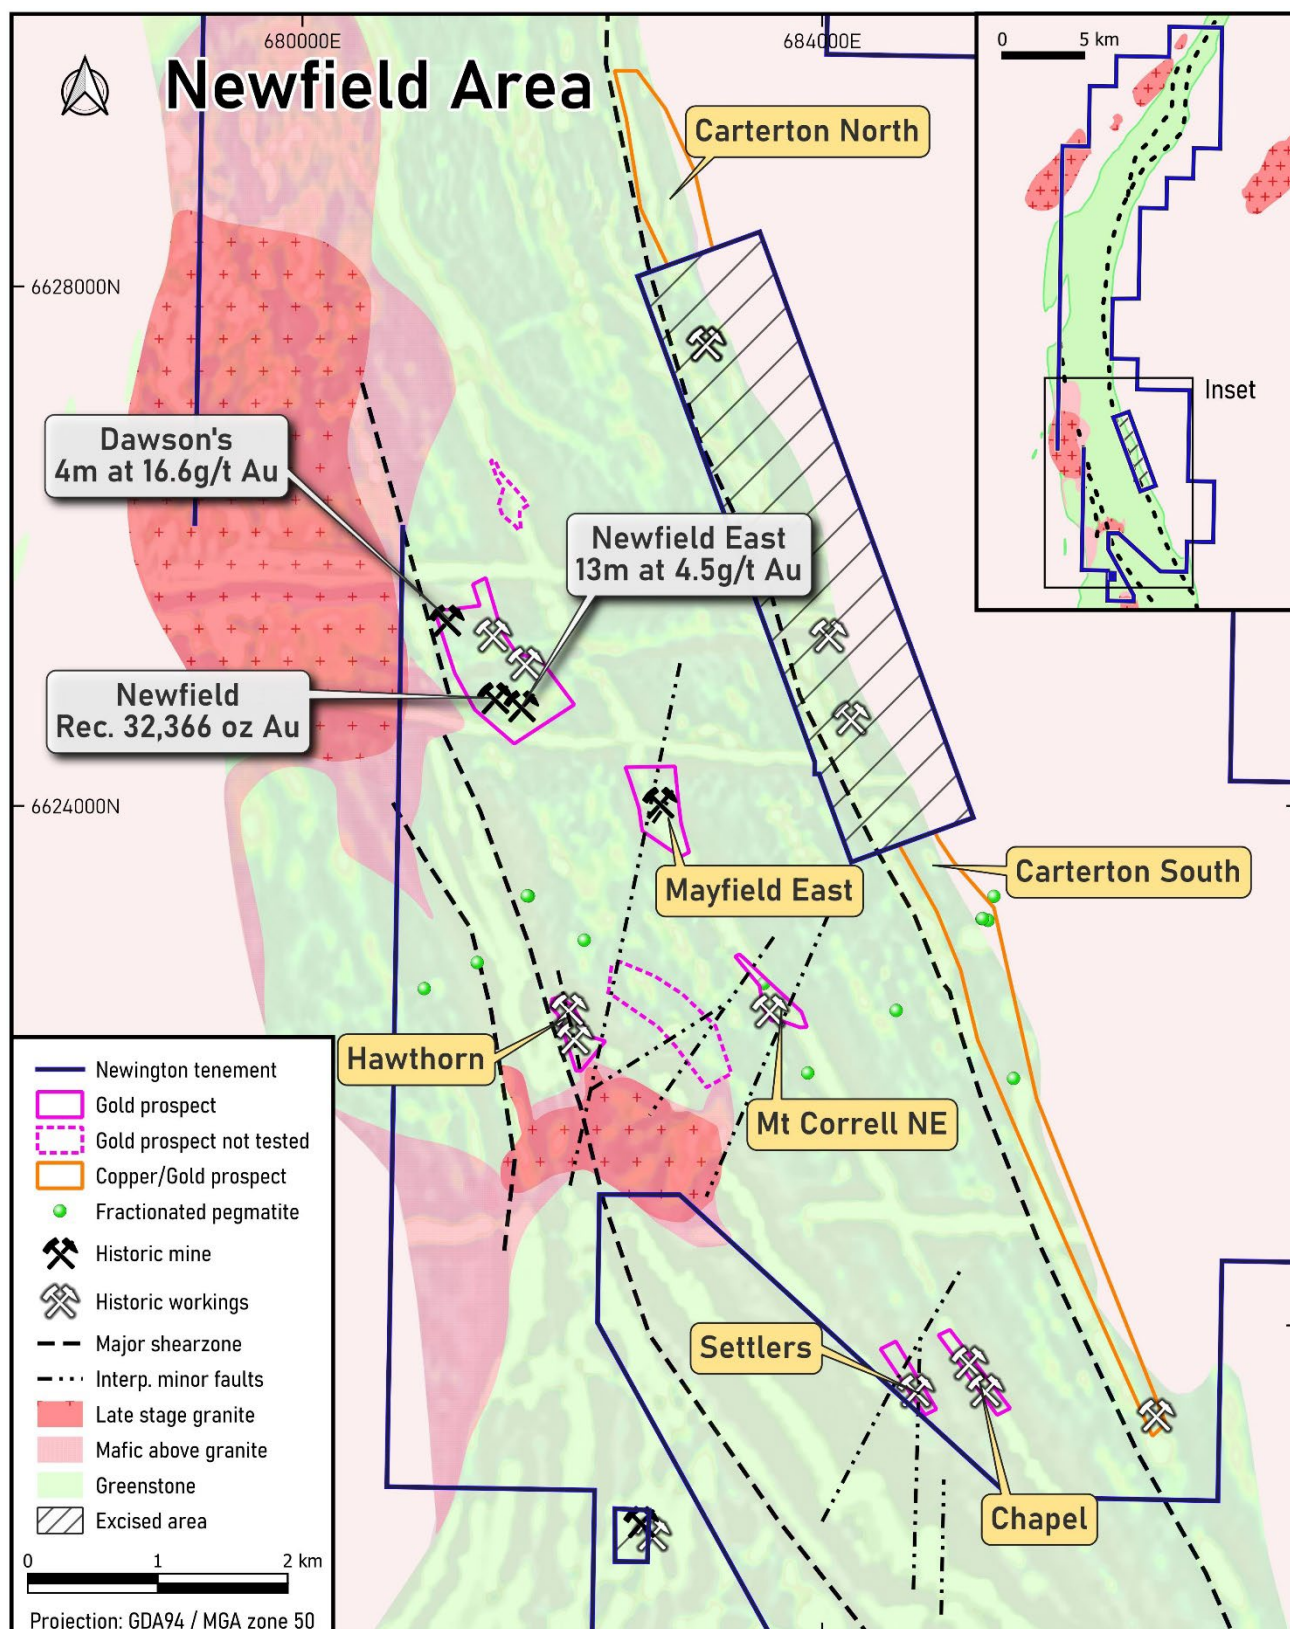 680000E
684000E
Newfield Area
0 5 km
Carterton North
6628000N
Inset
Dawson's
4m at 16.6g/t Au
Newfield East
13m at 4.5g/t Au
Newfield
Rec. 32,366 oz Au
6624000N
Mayfield East
Carterton South
Hawthorn
Mt Correll NE
Newington tenement
Gold prospect
Gold prospect not tested
Copper/Gold prospect
Fractionated pegmatite
Historic mine
Historic workings
Major shearzone
Interp. minor faults
Late stage granite
Mafic above granite
Greenstone
Excised area
Settlers
Chapel
0 1 2 km
Projection: GDA94 / MGA zone 50